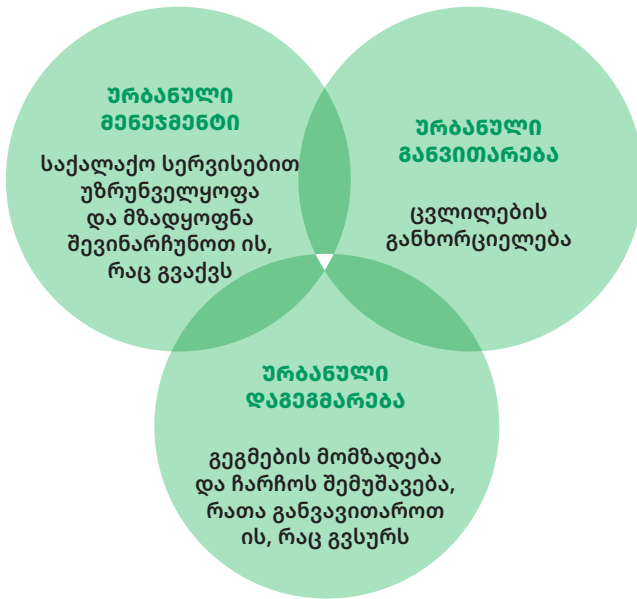 ᲣᲠᲑᲐᲜᲣᲚᲘ
ᲛᲔᲜᲔᲯᲛᲔᲜᲢᲘ
საქალაქო სერვისებით
უზრუნველყოფა
და მზადყოფნა
შევინარჩუნოთ ის,
რაც გვაქვს
ᲣᲠᲑᲐᲜᲣᲚᲘ
ᲒᲐᲜᲕᲘᲗᲐᲠᲔᲑᲐ
ცვლილების
განხორციელება
ᲣᲠᲑᲐᲜᲣᲚᲘ
ᲓᲐᲒᲔᲒᲛᲐᲠᲔᲑᲐ
გეგმების მომზადება
და ჩარჩოს შემუშავება,
რათა განვავითაროთ
ის, რაც გვსურს